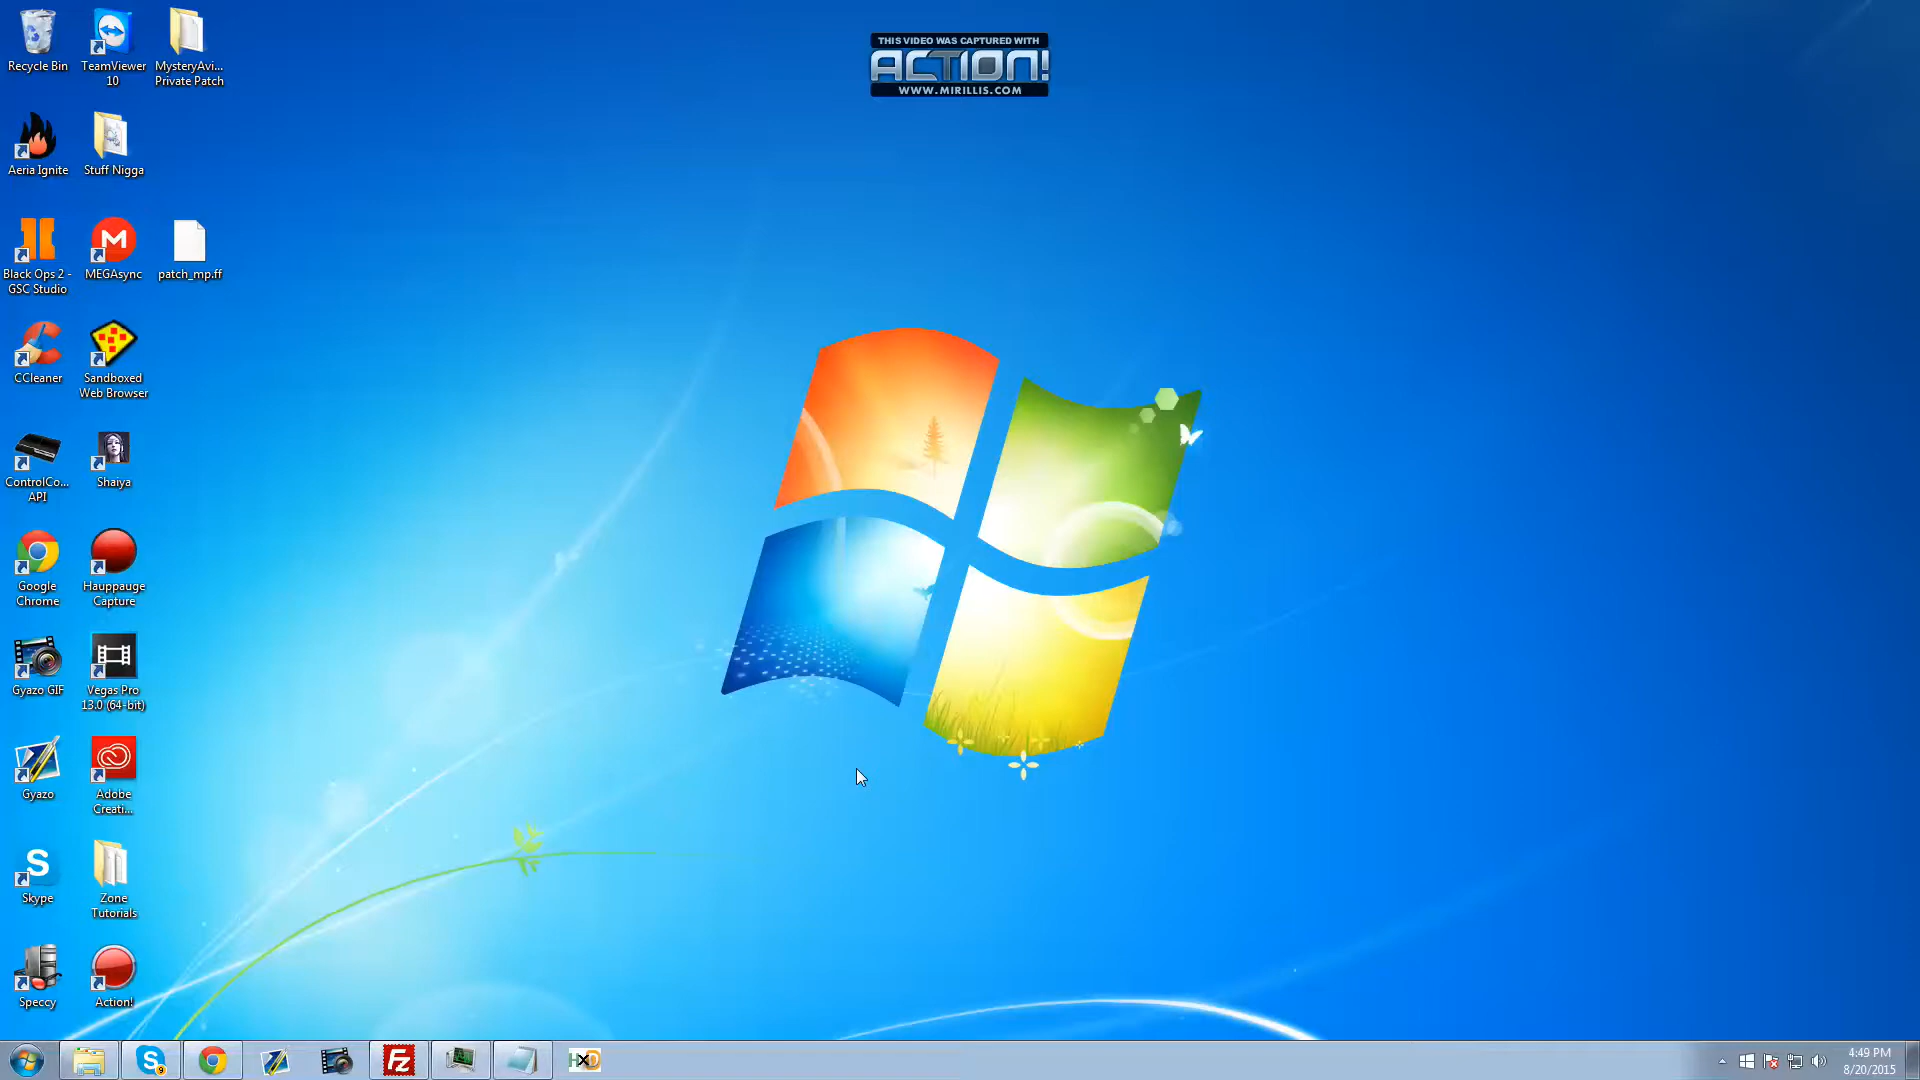 THIS VIDEO WAS CAPTURED WITH
ACTION!
WWW.MIRILLIS.COM
Recycle Bin
TeamViewer
10
MysteryAvi...
Private Patch
Aeria Ignite
Stuff Nigga
Black Ops 2 -
GSC Studio
MEGAsync
patch_mp.ff
CCleaner
Sandboxed
Web Browser
ControlCo...
API
Shaiya
Google
Chrome
Hauppauge
Capture
Gyazo GIF
Vegas Pro
13.0 (64-bit)
Gyazo
Adobe
Creati...
Skype
Zone
Tutorials
Speccy
Action!
4:49 PM
8/20/2015